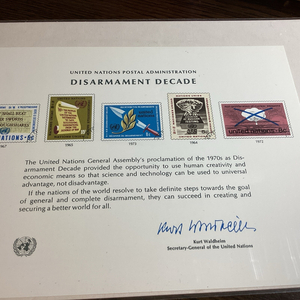 UNITED NATIONS POSTAL ADMINISTRATION
DISARMAMENT DECADE
1967
1963
1973
1964
1972
The United Nations General Assembly's proclamation of the 1970s as Dis-
armament Decade provided the opportunity to use human creativity and
economic means so that science and technology can be used to universal
advantage, not disadvantage.
If the nations of the world resolve to take definite steps towards the goal
of general and complete disarmament, they can succeed in creating and
securing a better world for all.
Kurt Waldheim
Kurt Waldheim
Secretary-General of the United Nations